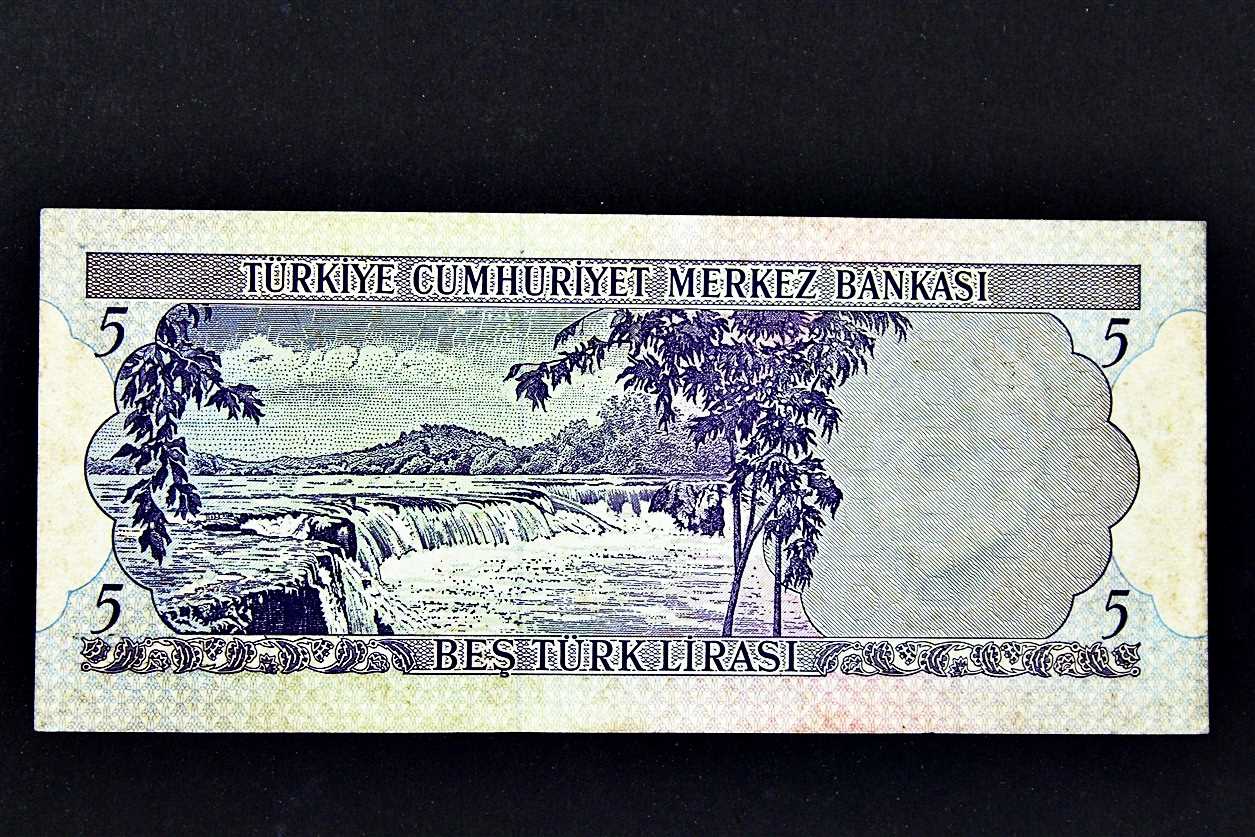 TÜRKİYE CUMHURİYET MERKEZ BANKASI
5 5
5 5
BEŞ TÜRK LİRASI